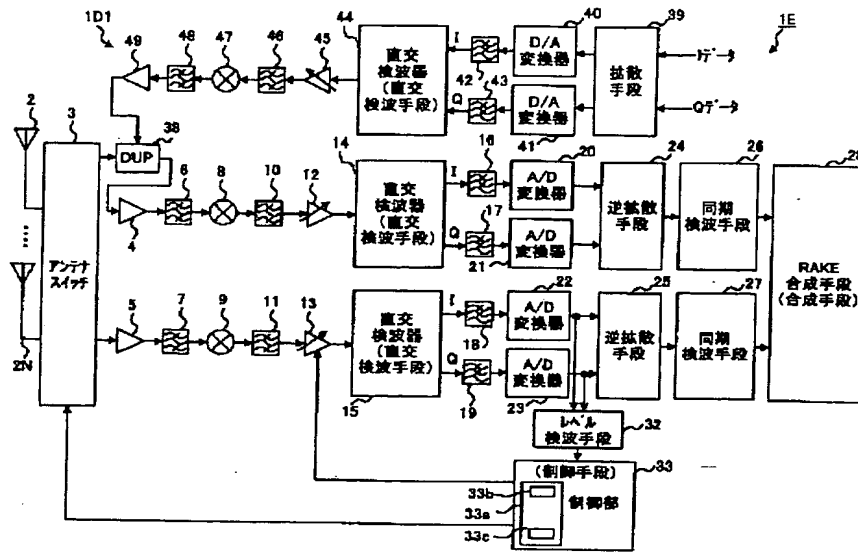 1D1
1E
49
48
47
46
45
44
直交
検波器
(直交
検波手段)
I
Q
42
43
40
D/A
変換器
D/A
変換器
41
39
拡散
手段
Iデータ
Qデータ
2
3
38
DUP
アンテナ
スイッチ
2N
4
6
8
10
12
14
直交
検波器
(直交
検波手段)
I
Q
16
17
20
A/D
変換器
A/D
変換器
21
24
逆拡散
手段
26
同期
検波手段
28
RAKE
合成手段
(合成手段)
5
7
9
11
13
直交
検波器
(直交
検波手段)
15
I
Q
18
19
22
A/D
変換器
A/D
変換器
23
25
逆拡散
手段
27
同期
検波手段
レベル
検波手段
32
(制御手段)
制御部
33
33b
33a
33c